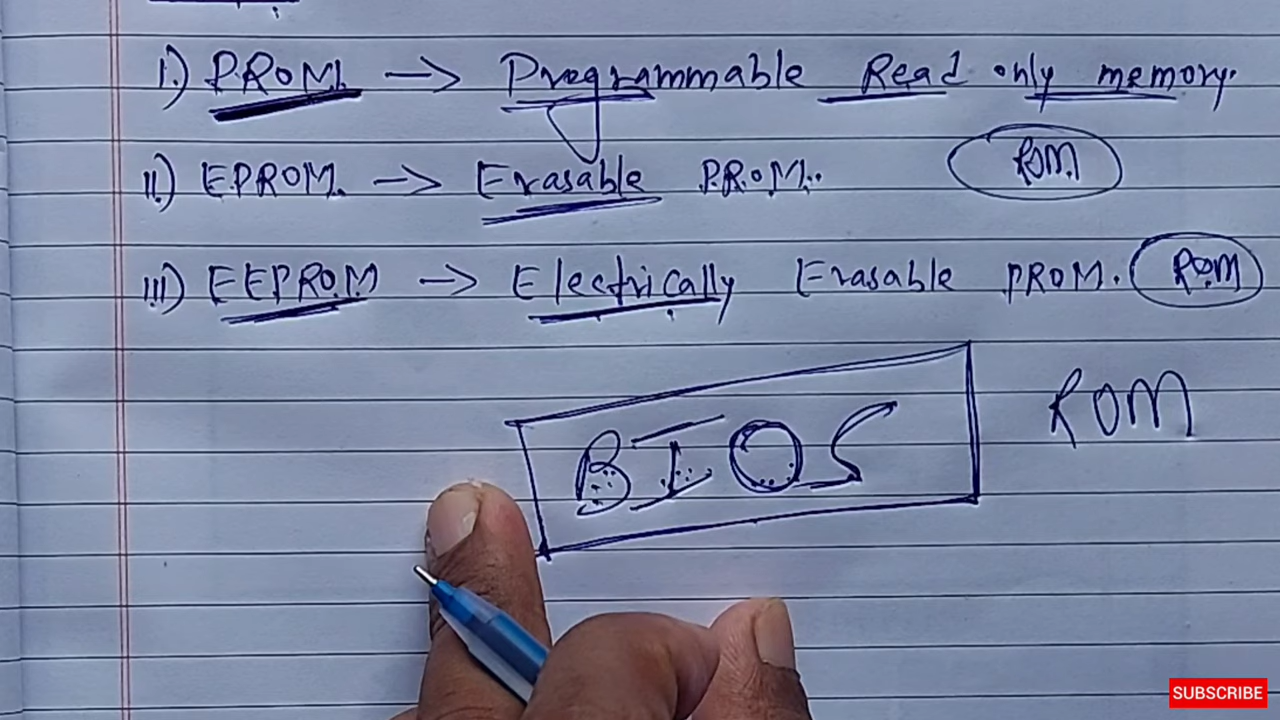 I.) PROM. → Programmable Read only memory.
II.) EPROM. → Erasable PROM.. ROM
III) EEPROM → Electrically Erasable PROM. ROM
BIOS ROM
SUBSCRIBE